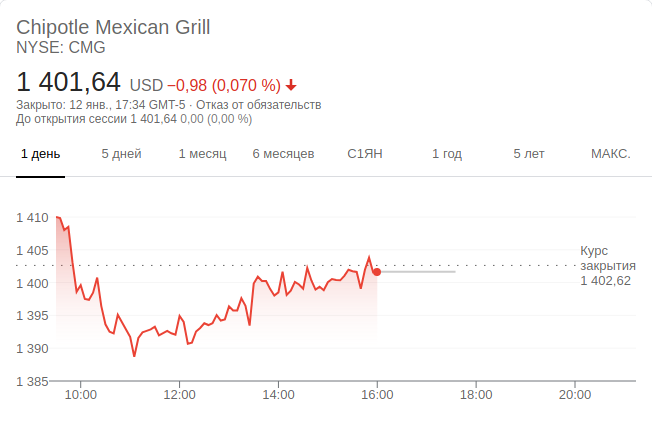 Chipotle Mexican Grill
NYSE: CMG
1 401,64 USD −0,98 (0,070 %)
Закрыто: 12 янв., 17:34 GMT-5 · Отказ от обязательств
До открытия сессии 1 401,64 0,00 (0,00 %)
1 день 5 дней 1 месяц 6 месяцев С1ЯН 1 год 5 лет МАКС.
1 410
1 405
1 400
1 395
1 390
1 385
Курс
закрытия
1 402,62
10:00 12:00 14:00 16:00 18:00 20:00